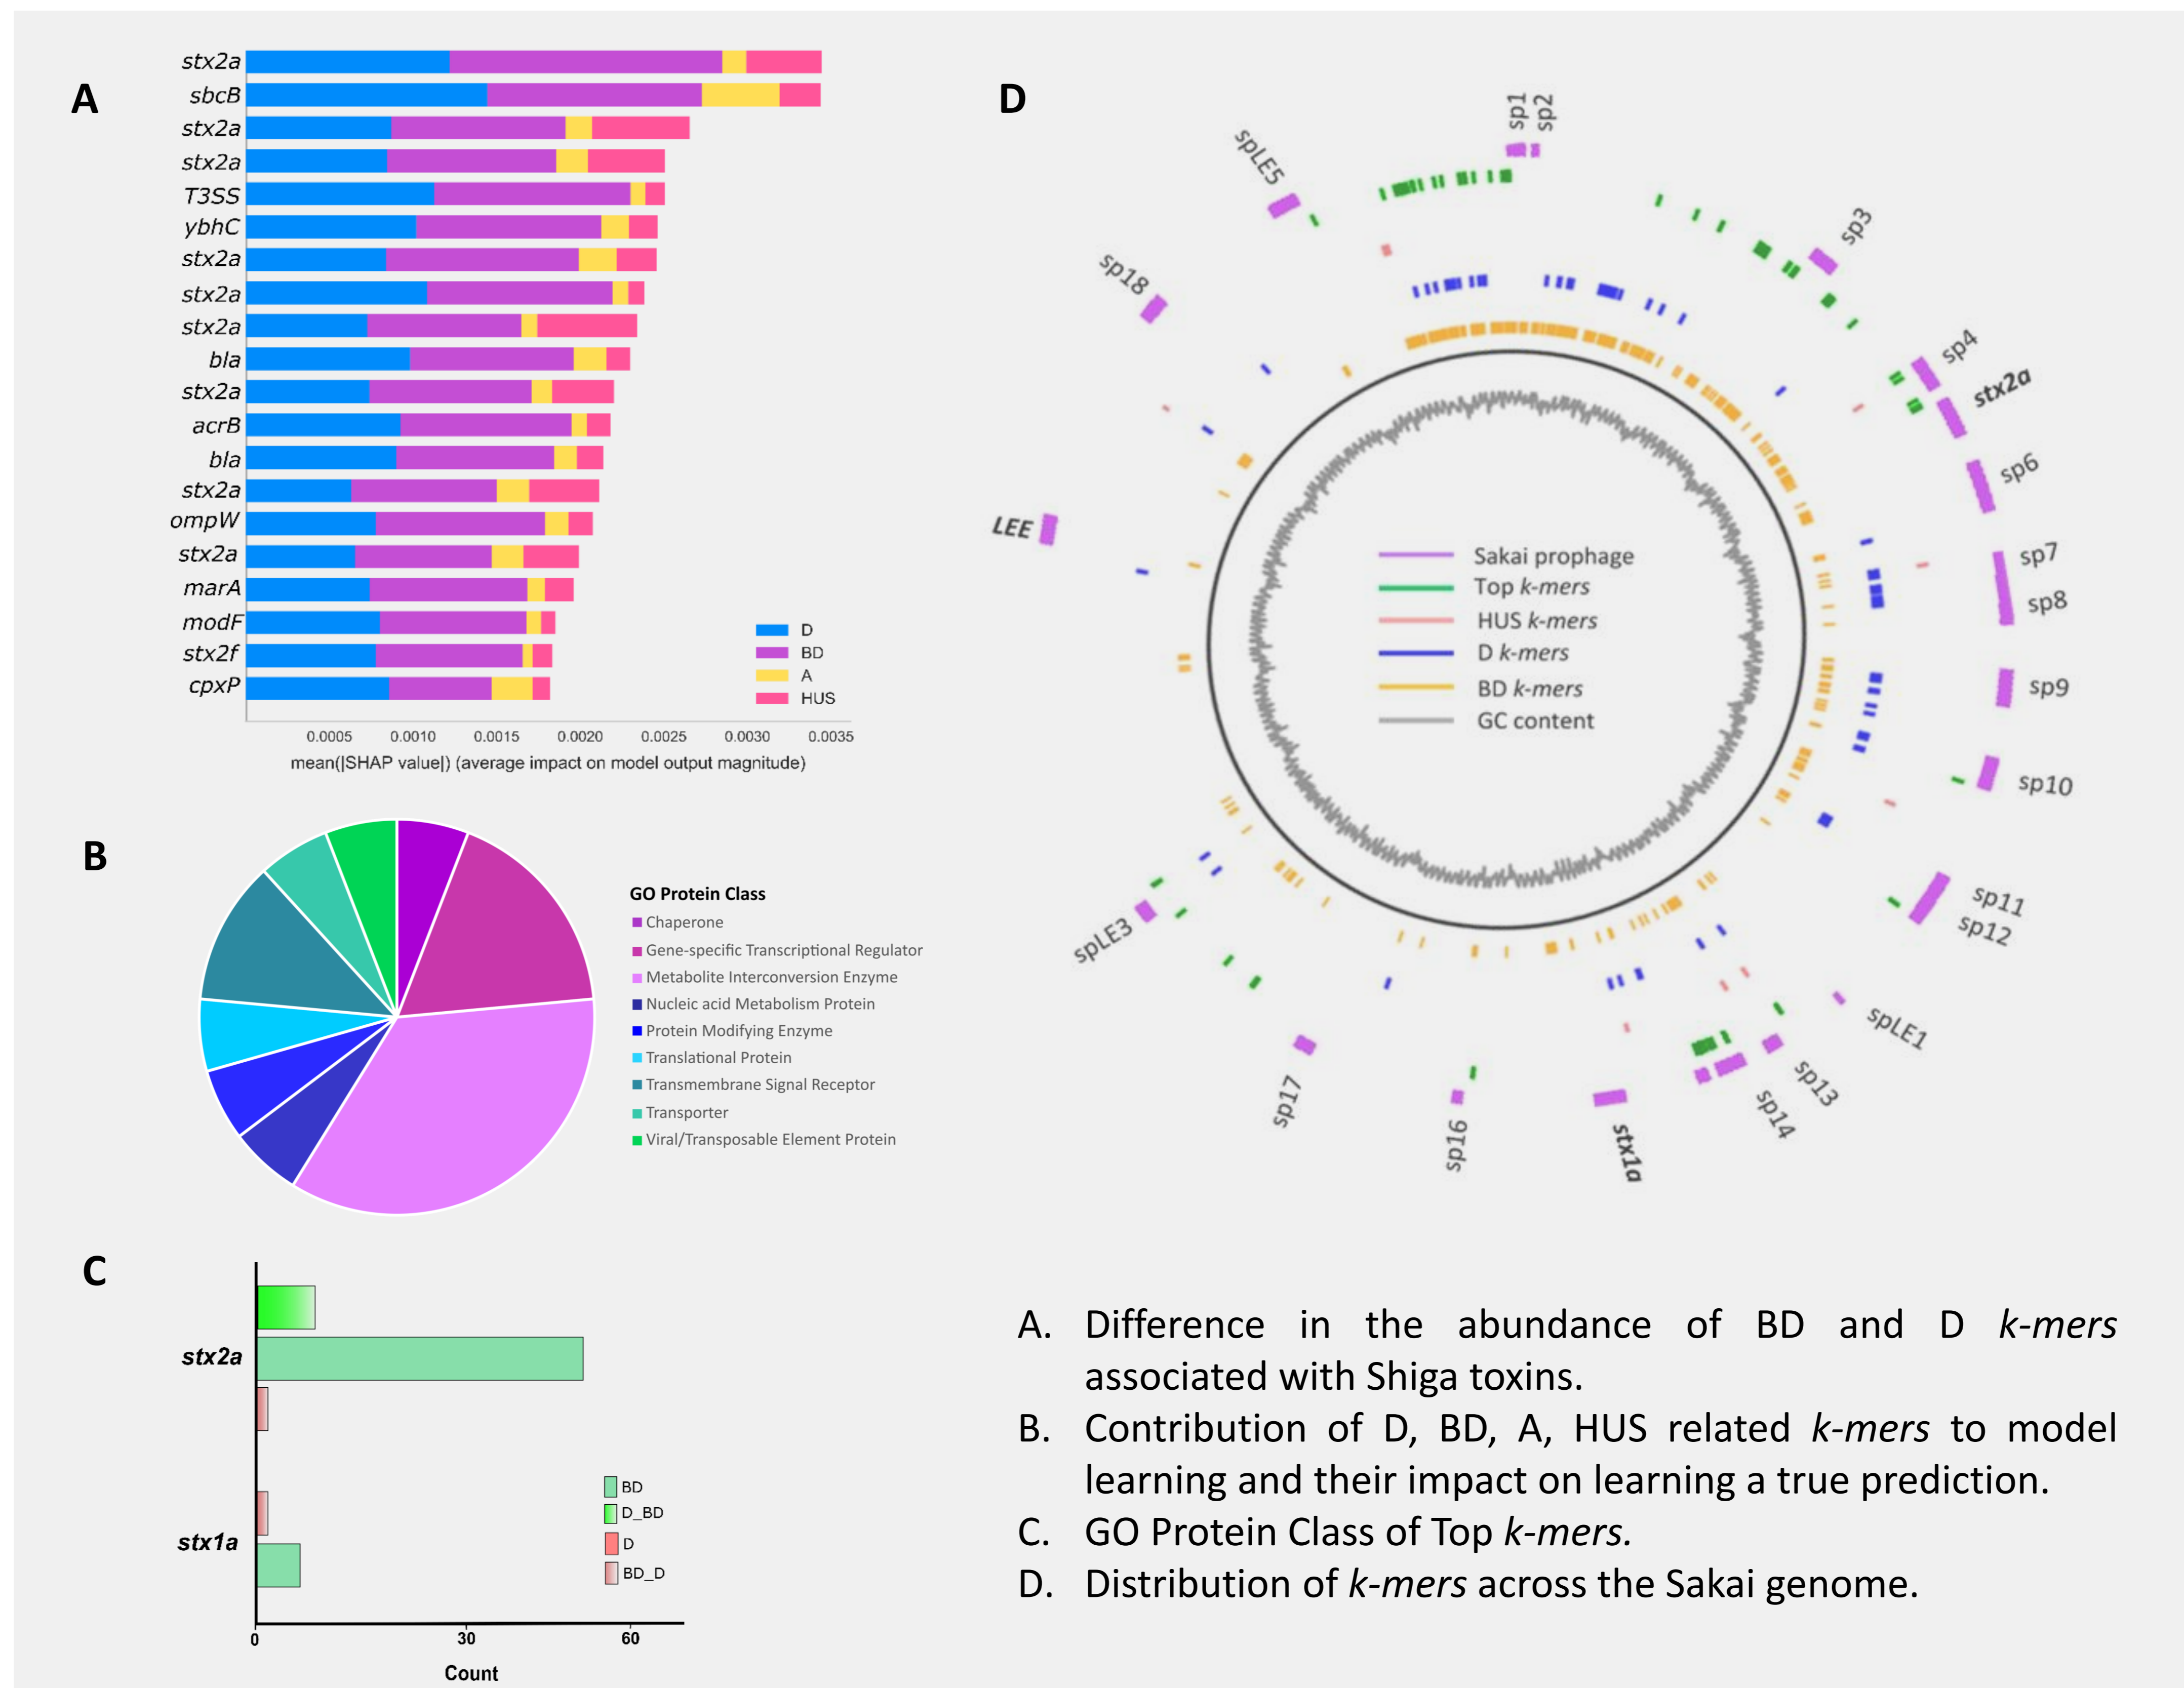 A
stx2a
sbcB
stx2a
stx2a
T3SS
ybhC
stx2a
stx2a
stx2a
bla
stx2a
acrB
bla
stx2a
ompW
stx2a
marA
modF
stx2f
cpxP
D
BD
A
HUS
0.0005 0.0010 0.0015 0.0020 0.0025 0.0030 0.0035
mean(|SHAP value|) (average impact on model output magnitude)
B
GO Protein Class
Chaperone
Gene-specific Transcriptional Regulator
Metabolite Interconversion Enzyme
Nucleic acid Metabolism Protein
Protein Modifying Enzyme
Translational Protein
Transmembrane Signal Receptor
Transporter
Viral/Transposable Element Protein
C
stx2a
stx1a
BD
D_BD
D
BD_D
0 30 60
Count
D
sp1
sp2
sp3
sp4
stx2a
sp6
sp7
sp8
sp9
sp10
sp11
sp12
spLE1
sp13
sp14
stx1a
sp16
sp17
spLE3
LEE
sp18
spLE5
Sakai prophage
Top k-mers
HUS k-mers
D k-mers
BD k-mers
GC content
A. Difference in the abundance of BD and D k-mers
associated with Shiga toxins.
B. Contribution of D, BD, A, HUS related k-mers to model
learning and their impact on learning a true prediction.
C. GO Protein Class of Top k-mers.
D. Distribution of k-mers across the Sakai genome.